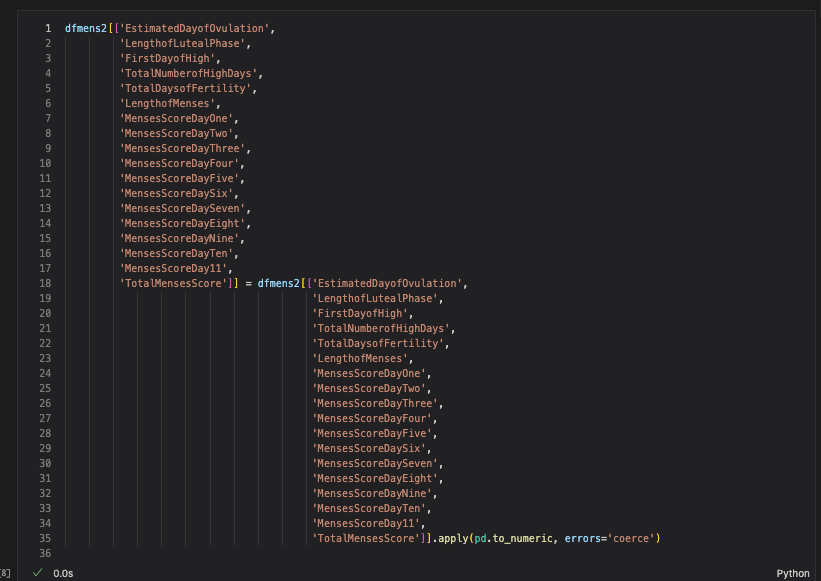 1 dfmens2[['EstimatedDayofOvulation',
2 'LengthofLutealPhase',
3 'FirstDayofHigh',
4 'TotalNumberofHighDays',
5 'TotalDaysofFertility',
6 'LengthofMenses',
7 'MensesScoreDayOne',
8 'MensesScoreDayTwo',
9 'MensesScoreDayThree',
10 'MensesScoreDayFour',
11 'MensesScoreDayFive',
12 'MensesScoreDaySix',
13 'MensesScoreDaySeven',
14 'MensesScoreDayEight',
15 'MensesScoreDayNine',
16 'MensesScoreDayTen',
17 'MensesScoreDay11',
18 'TotalMensesScore']] = dfmens2[['EstimatedDayofOvulation',
19 'LengthofLutealPhase',
20 'FirstDayofHigh',
21 'TotalNumberofHighDays',
22 'TotalDaysofFertility',
23 'LengthofMenses',
24 'MensesScoreDayOne',
25 'MensesScoreDayTwo',
26 'MensesScoreDayThree',
27 'MensesScoreDayFour',
28 'MensesScoreDayFive',
29 'MensesScoreDaySix',
30 'MensesScoreDaySeven',
31 'MensesScoreDayEight',
32 'MensesScoreDayNine',
33 'MensesScoreDayTen',
34 'MensesScoreDay11',
35 'TotalMensesScore']].apply(pd.to_numeric, errors='coerce')
36
8] ✓ 0.0s Python